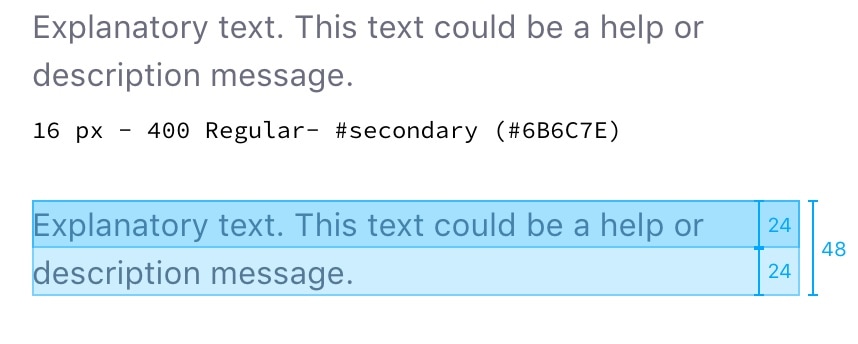 Explanatory text. This text could be a help or
description message.
16 px - 400 Regular- #secondary (#6B6C7E)
Explanatory text. This text could be a help or
24
48
description message.
24